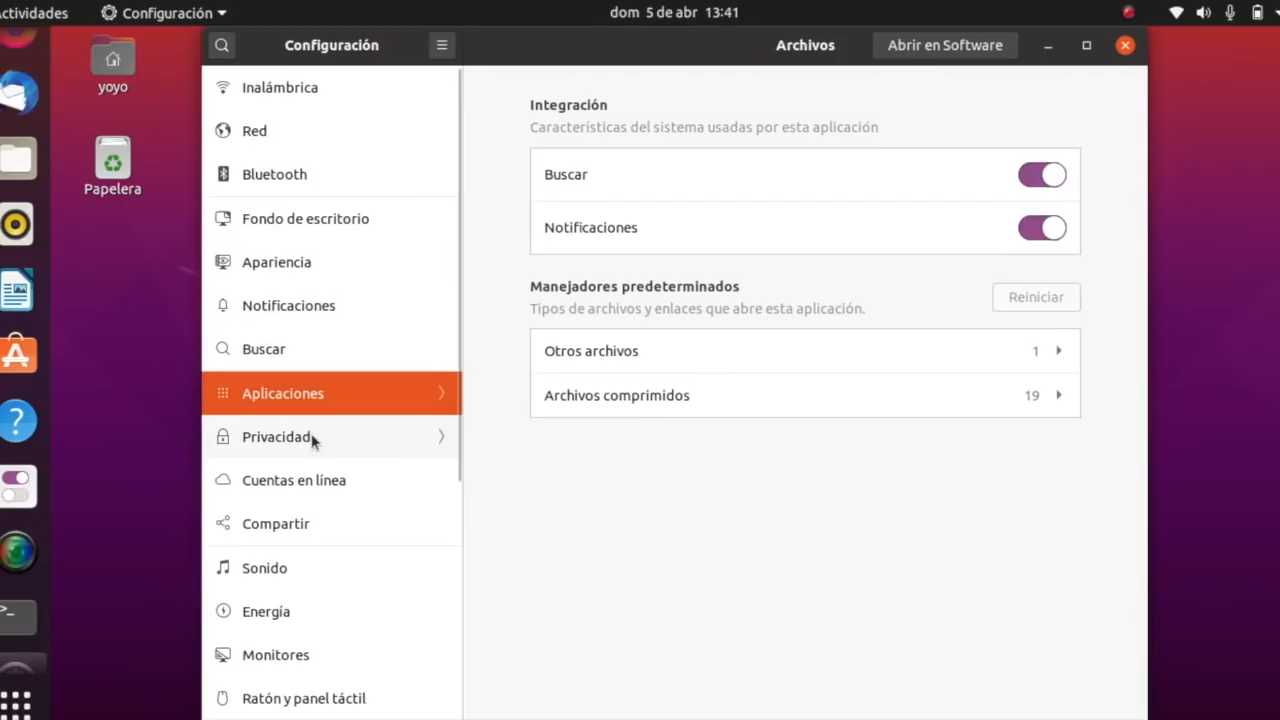 Actividades
Configuración
dom 5 de abr 13:41
yoyo
Papelera
Configuración
Archivos
Abrir en Software
Inalámbrica
Red
Bluetooth
Fondo de escritorio
Apariencia
Notificaciones
Buscar
Aplicaciones
Privacidad
Cuentas en línea
Compartir
Sonido
Energía
Monitores
Ratón y panel táctil
Integración
Características del sistema usadas por esta aplicación
Buscar
Notificaciones
Manejadores predeterminados
Tipos de archivos y enlaces que abre esta aplicación.
Reiniciar
Otros archivos 1
Archivos comprimidos 19